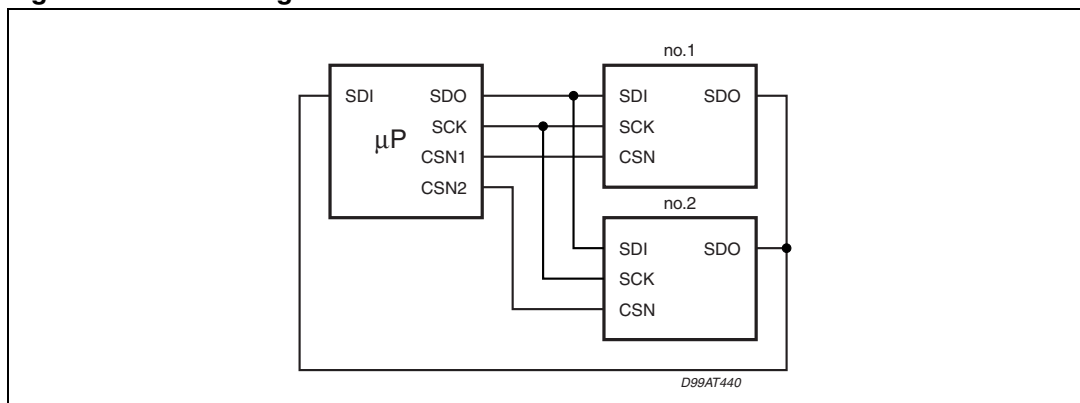 no.1
SDI SDO SDI SDO
SCK SCK
µP
CSN1 CSN
CSN2
no.2
SDI SDO
SCK
CSN
D99AT440